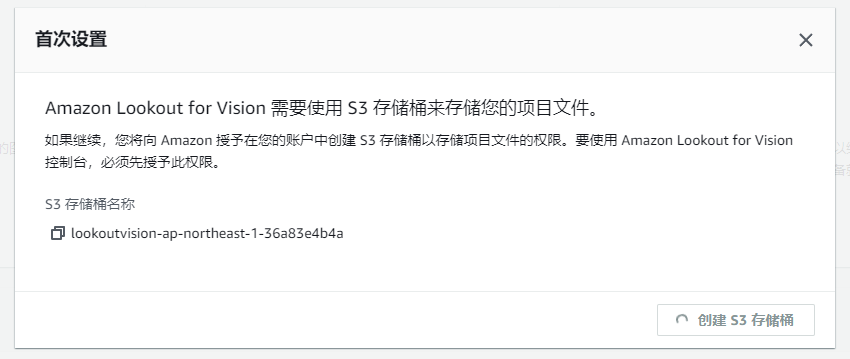 首次设置
Amazon Lookout for Vision 需要使用 S3 存储桶来存储您的项目文件。
如果继续，您将向 Amazon 授予在您的账户中创建 S3 存储桶以存储项目文件的权限。要使用 Amazon Lookout for Vision
控制台，必须先授予此权限。
S3 存储桶名称
lookoutvision-ap-northeast-1-36a83e4b4a
创建 S3 存储桶